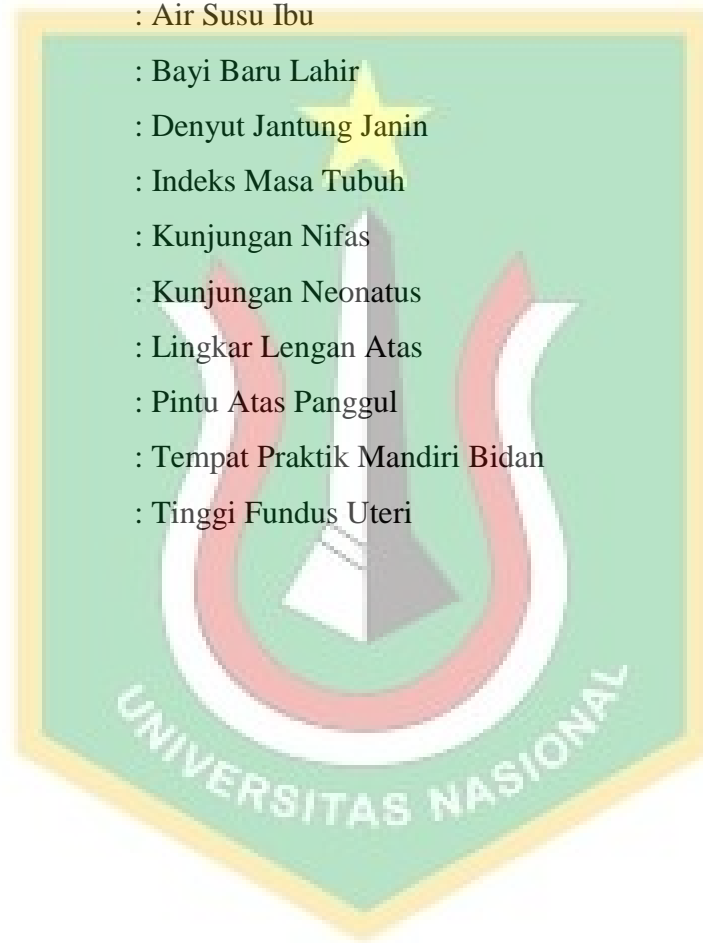 : Air Susu Ibu
: Bayi Baru Lahir
: Denyut Jantung Janin
: Indeks Masa Tubuh
: Kunjungan Nifas
: Kunjungan Neonatus
: Lingkar Lengan Atas
: Pintu Atas Panggul
: Tempat Praktik Mandiri Bidan
: Tinggi Fundus Uteri
UNIVERSITAS NASIONAL